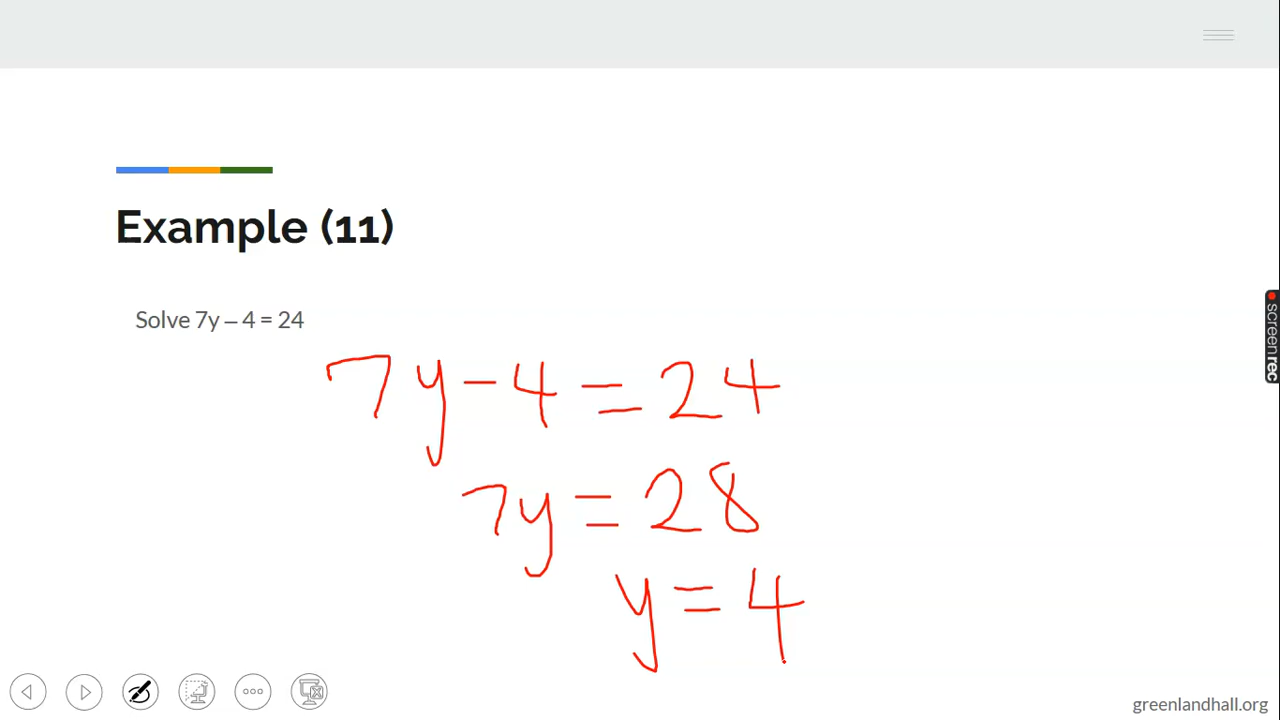 Example (11)
Solve 7y – 4 = 24
7y - 4 = 24
7y = 28
y = 4
screenrec
greenlandhall.org